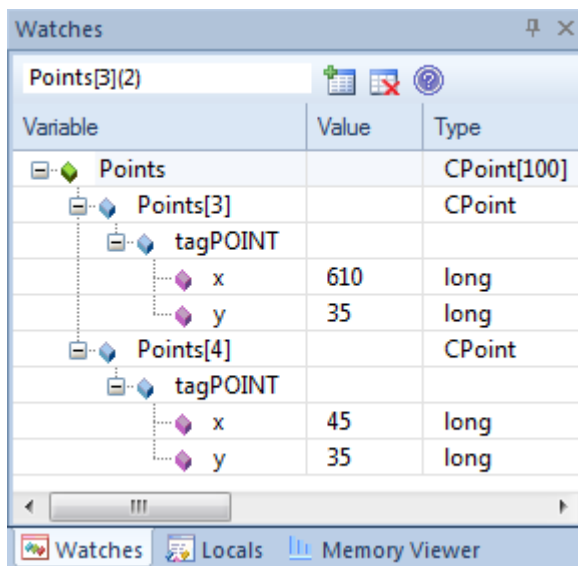 Watches
Points[3](2)
Variable Value Type
Points CPoint[100]
Points[3] CPoint
tagPOINT
x 610 long
y 35 long
Points[4] CPoint
tagPOINT
x 45 long
y 35 long
Watches Locals Memory Viewer